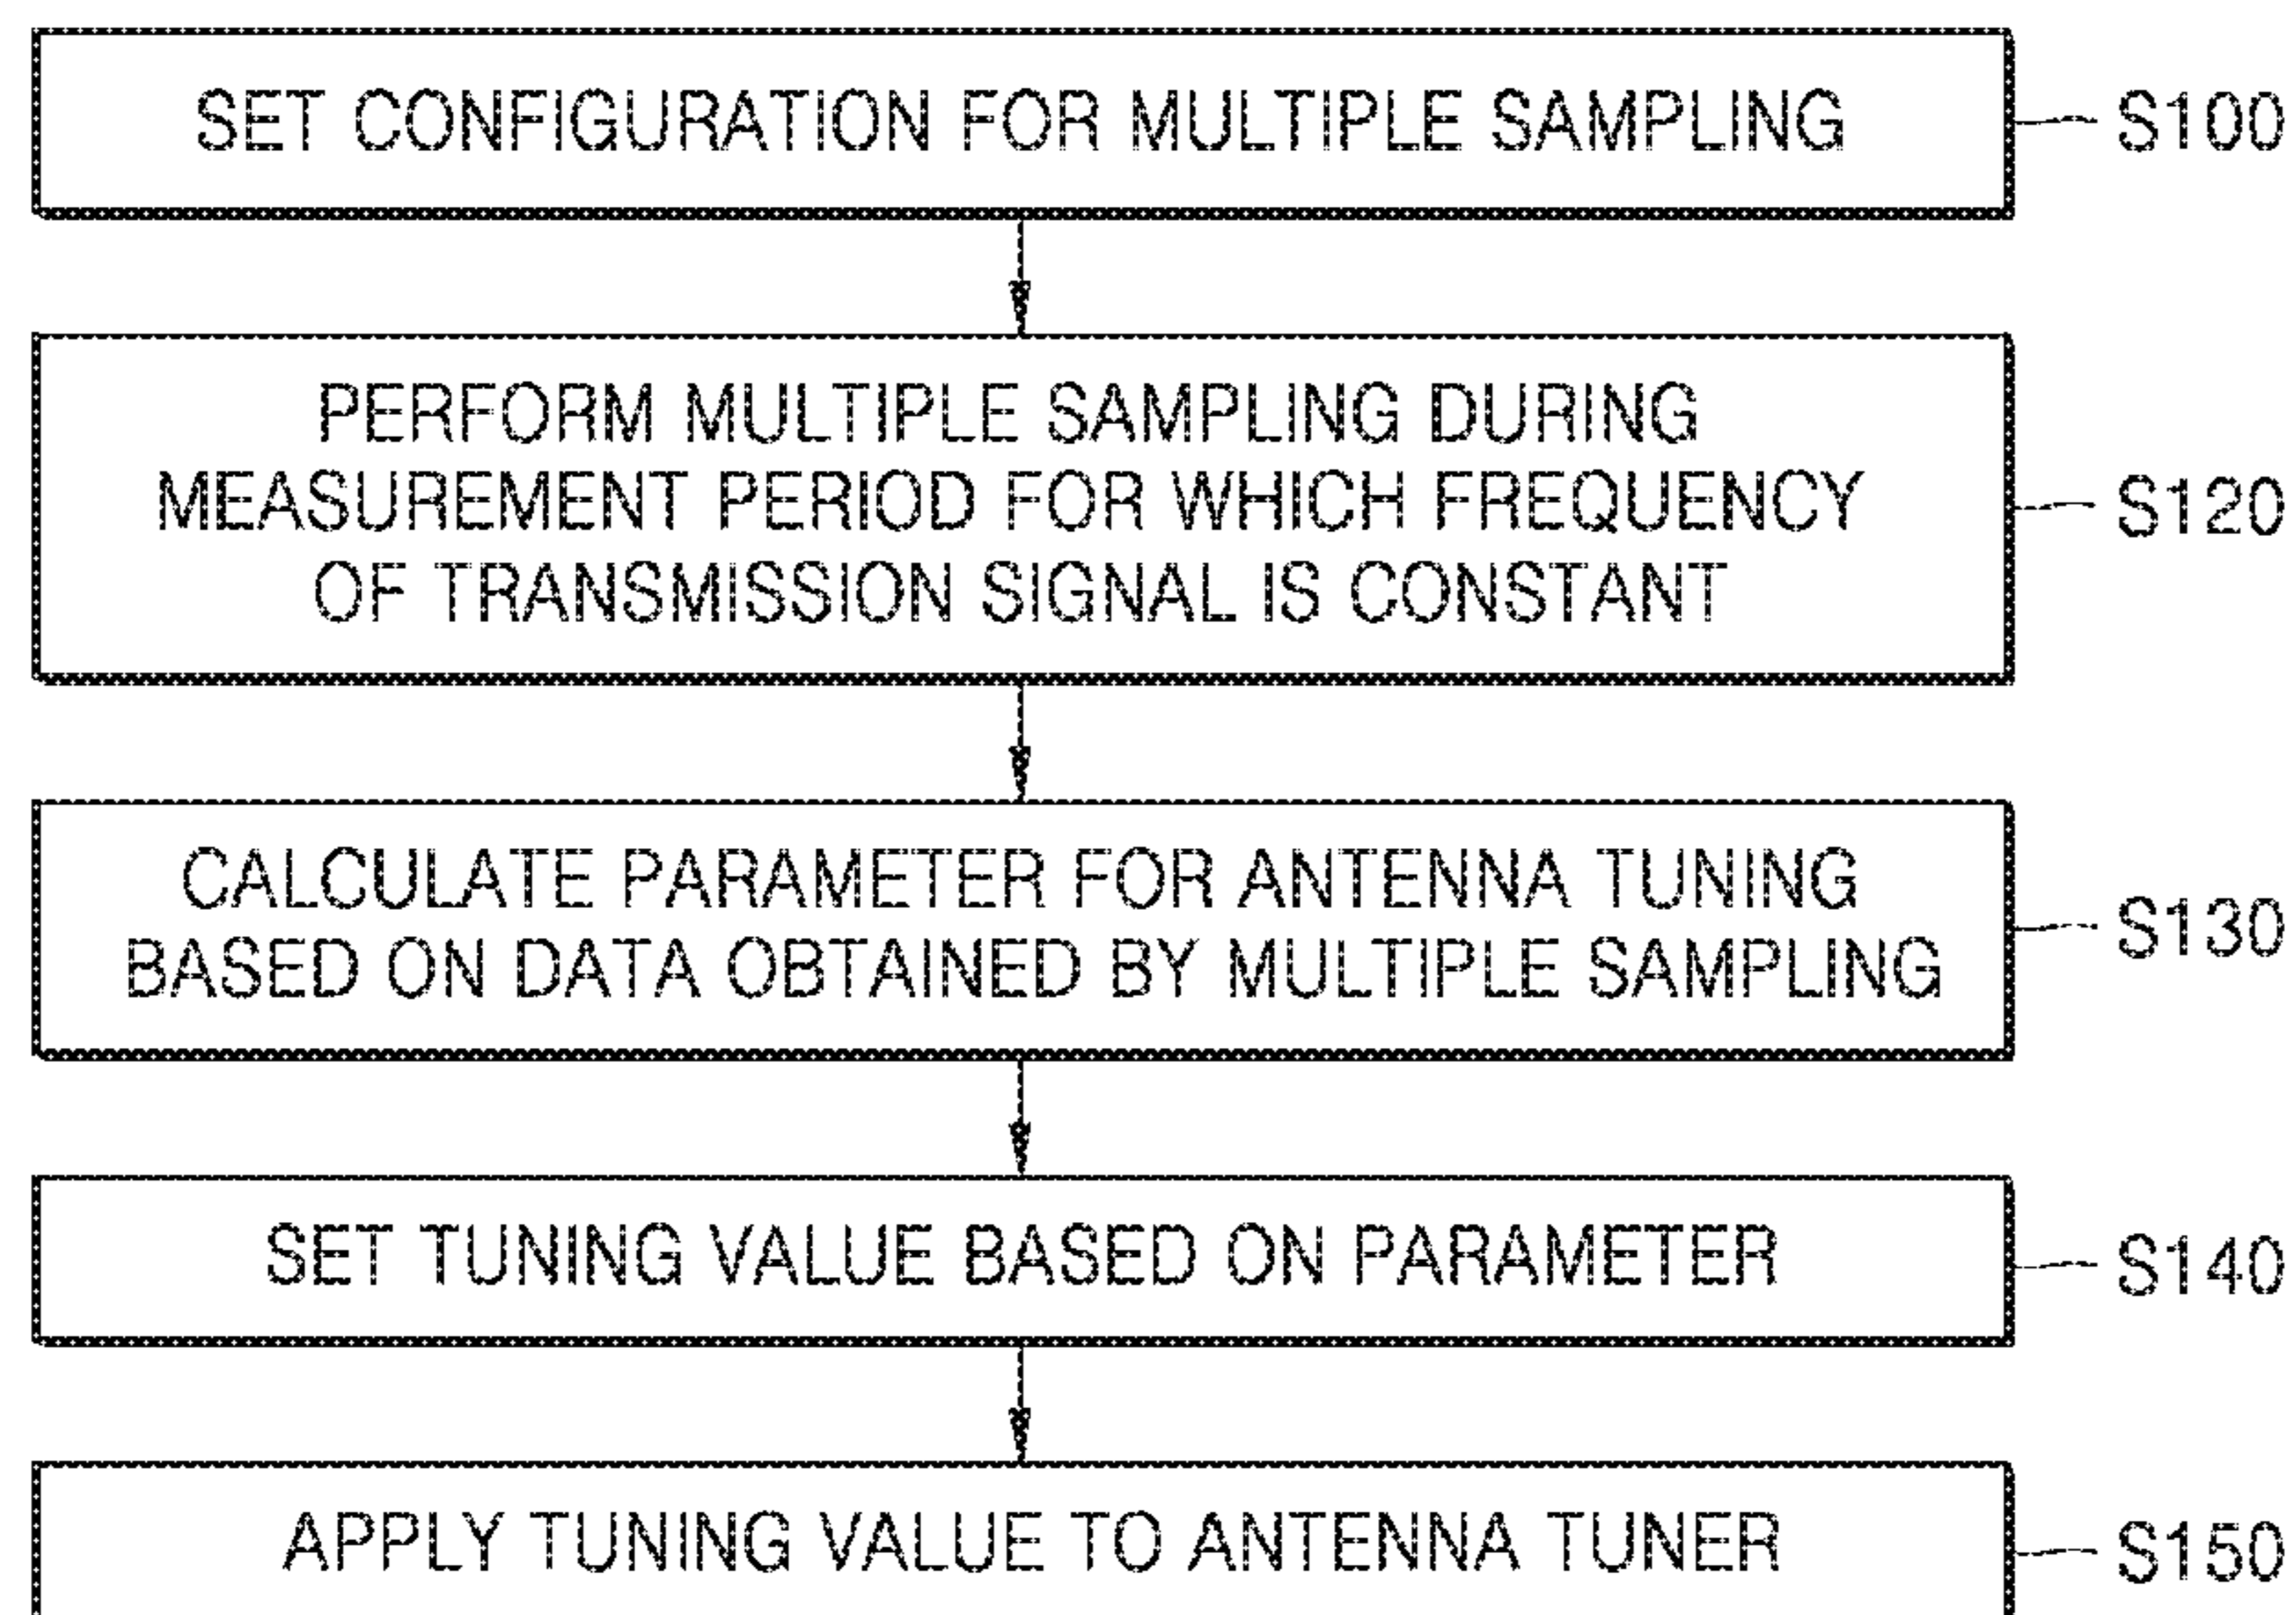 SET CONFIGURATION FOR MULTIPLE SAMPLING
S100
PERFORM MULTIPLE SAMPLING DURING
MEASUREMENT PERIOD FOR WHICH FREQUENCY
OF TRANSMISSION SIGNAL IS CONSTANT
S120
CALCULATE PARAMETER FOR ANTENNA TUNING
BASED ON DATA OBTAINED BY MULTIPLE SAMPLING
S130
SET TUNING VALUE BASED ON PARAMETER
S140
APPLY TUNING VALUE TO ANTENNA TUNER
S150